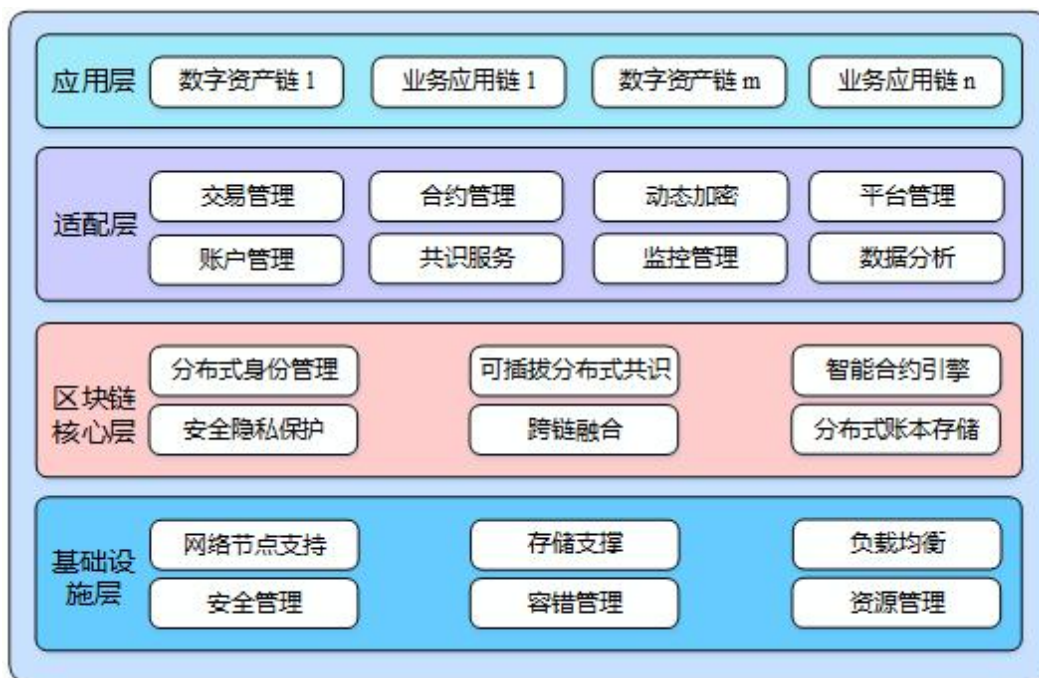 应用层
数字资产链 1
业务应用链 1
数字资产链 m
业务应用链 n
适配层
交易管理
合约管理
动态加密
平台管理
账户管理
共识服务
监控管理
数据分析
区块链
核心层
分布式身份管理
可插拔分布式共识
智能合约引擎
安全隐私保护
跨链融合
分布式账本存储
基础设
施层
网络节点支持
存储支撑
负载均衡
安全管理
容错管理
资源管理